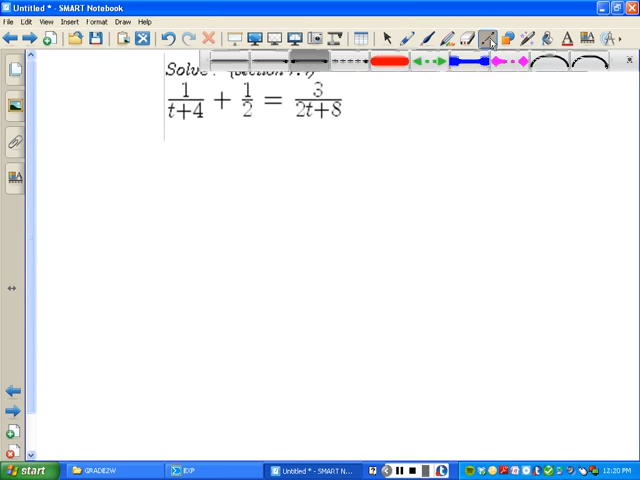 Untitled * - SMART Notebook
File Edit View Insert Format Draw Help
Solve
1/t+4 + 1/2 = 3/2t+8
start GRADE2W EXP Untitled * - SMART N... 12:20 PM